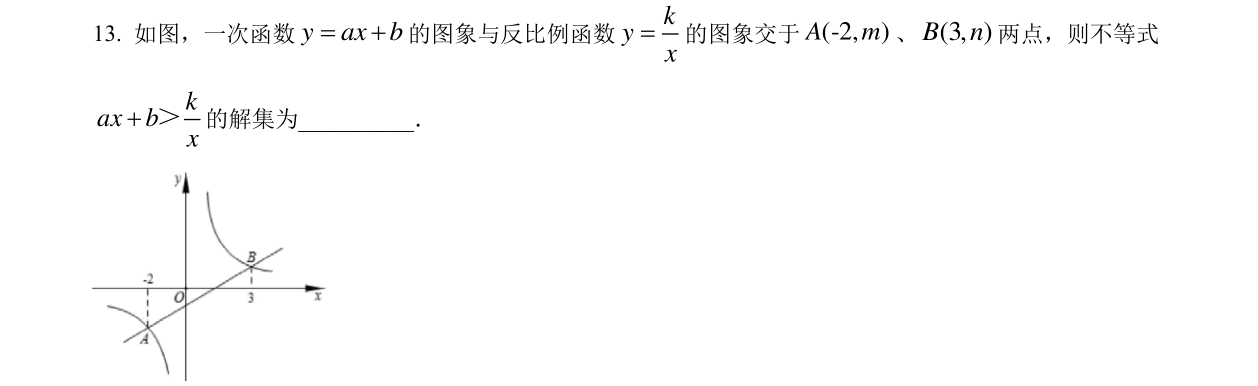 13. 如图，一次函数 y = ax + b 的图象与反比例函数 y = k/x 的图象交于 A(-2,m) 、 B(3,n) 两点，则不等式
ax + b > k/x 的解集为__________.
y
B
-2
O
3
x
A